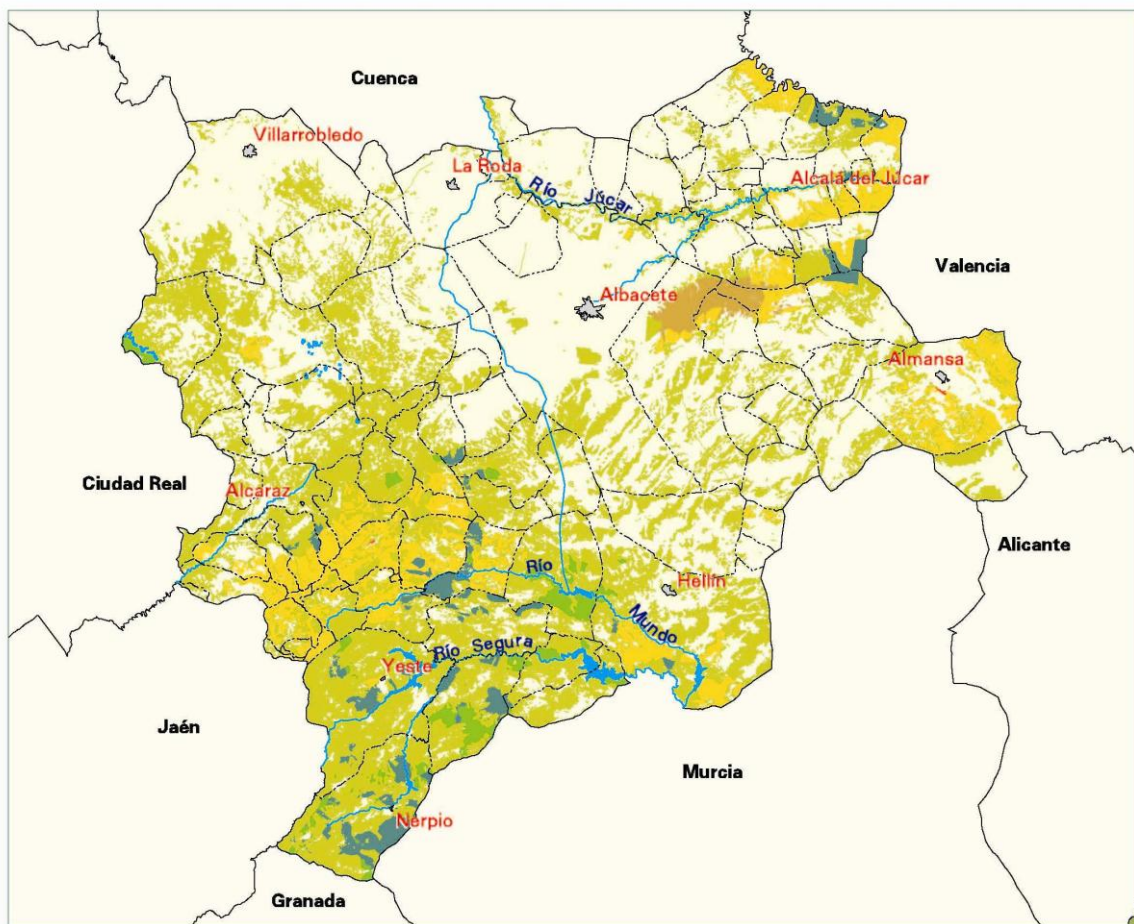 Cuenca
Villarrobledo
La Roda
Río Júcar
Alcalá del Júcar
Valencia
Albacete
Almansa
Ciudad Real
Alcaraz
Alicante
Río Mundo
Hellín
Río Segura
Yeste
Jaén
Murcia
Nerpio
Granada